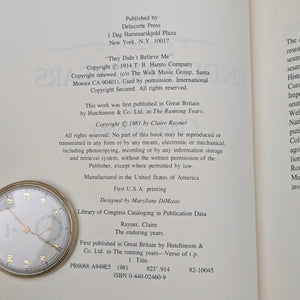 Published by
Delacorte Press
1 Dag Hammarskjold Plaza
New York, N.Y. 10017
"They Didn't Believe Me"
Copyright © 1914 T. B. Harms Company
Copyright renewed. (c/o The Welk Music Group, Santa
Monica CA 90401). Used by permission. International
Copyright Secured. All rights reserved.
This work was first published in Great Britain
by Hutchinson & Co. Ltd. as The Running Years.
Copyright © 1981 by Claire Rayner
All rights reserved. No part of this book may be reproduced or
transmitted in any form or by any means, electronic or mechanical,
including photocopying, recording or by any information storage
and retrieval system, without the written permission of the
Publisher, except where permitted by law.
Manufactured in the United States of America
First U.S.A. printing
Designed by MaryJane DiMassi
Library of Congress Cataloging in Publication Data
Rayner, Claire.
The enduring years.
First published in Great Britain by Hutchinson &
Co. Ltd. as The running years—Verso of t.p.
I. Title.
PR6068.A949E5 1981 823'.914 82-10045
ISBN 0-440-02460-9